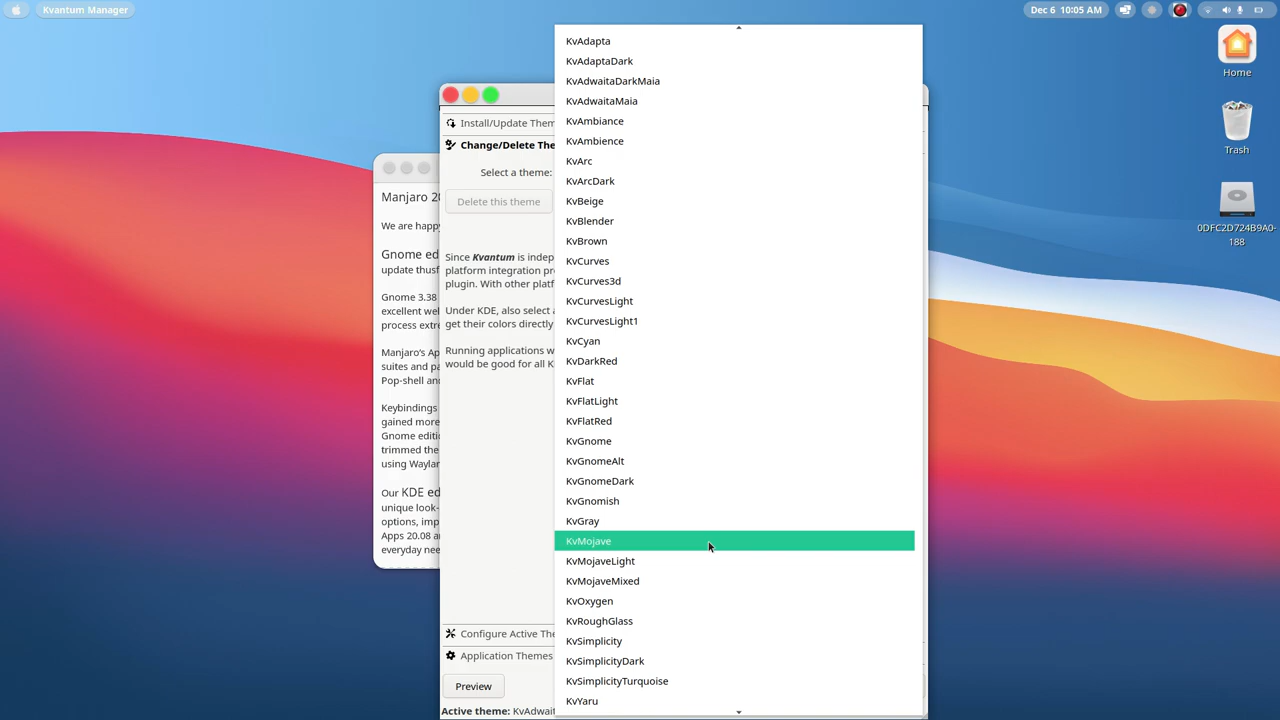 Kvantum Manager
Dec 6 10:05 AM
Home
Trash
0DFC2D724B9A0-
188
Manjaro 20
We are happy
Gnome edi
update thusf
Gnome 3.38
excellent wel
process extre
Manjaro's Ap
suites and pa
Pop-shell and
Keybindings
gained more
Gnome editio
trimmed the
using Waylan
Our KDE ed
unique look-
options, imp
Apps 20.08 a
everyday nee
Install/Update Them
Change/Delete The
Select a theme:
Delete this theme
Since Kvantum is indep
platform integration pr
plugin. With other platf
Under KDE, also select a
get their colors directly
Running applications w
would be good for all K
Configure Active The
Application Themes
Preview
Active theme: KvAdwait
KvAdapta
KvAdaptaDark
KvAdwaitaDarkMaia
KvAdwaitaMaia
KvAmbiance
KvAmbience
KvArc
KvArcDark
KvBeige
KvBlender
KvBrown
KvCurves
KvCurves3d
KvCurvesLight
KvCurvesLight1
KvCyan
KvDarkRed
KvFlat
KvFlatLight
KvFlatRed
KvGnome
KvGnomeAlt
KvGnomeDark
KvGnomish
KvGray
KvMojave
KvMojaveLight
KvMojaveMixed
KvOxygen
KvRoughGlass
KvSimplicity
KvSimplicityDark
KvSimplicityTurquoise
KvYaru